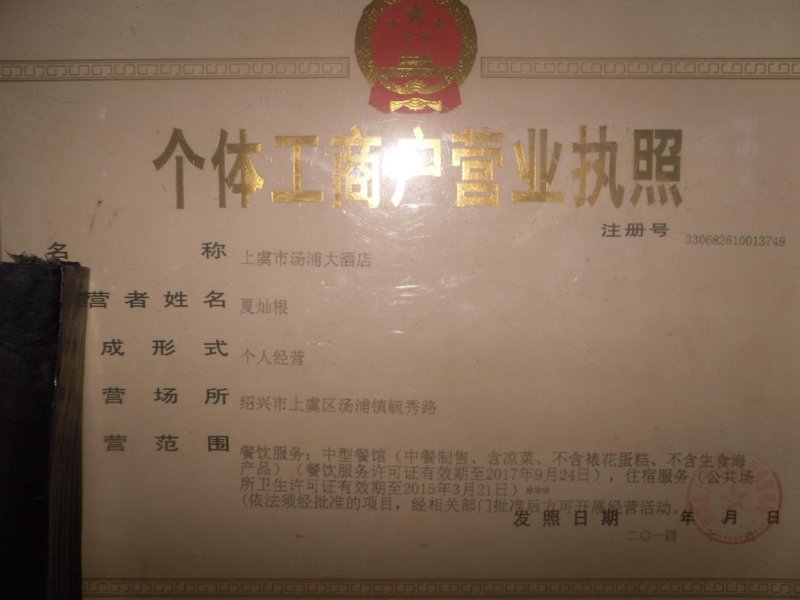 个体工商户营业执照
注册号 330682610013749
名 称 上虞市汤浦大酒店
营者姓名 夏灿根
成形式 个人经营
营场所 绍兴市上虞区汤浦镇毓秀路
营范围 餐饮服务：中型餐馆（中餐制售、含凉菜、不含裱花蛋糕、不含生食海
产品）（餐饮服务许可证有效期至2017年9月24日），住宿服务（公共场
所卫生许可证有效期至2015年3月21日）***
(依法须经批准的项目，经相关部门批准后方可开展经营活动。)
发照日期 年 月 日
二〇一四